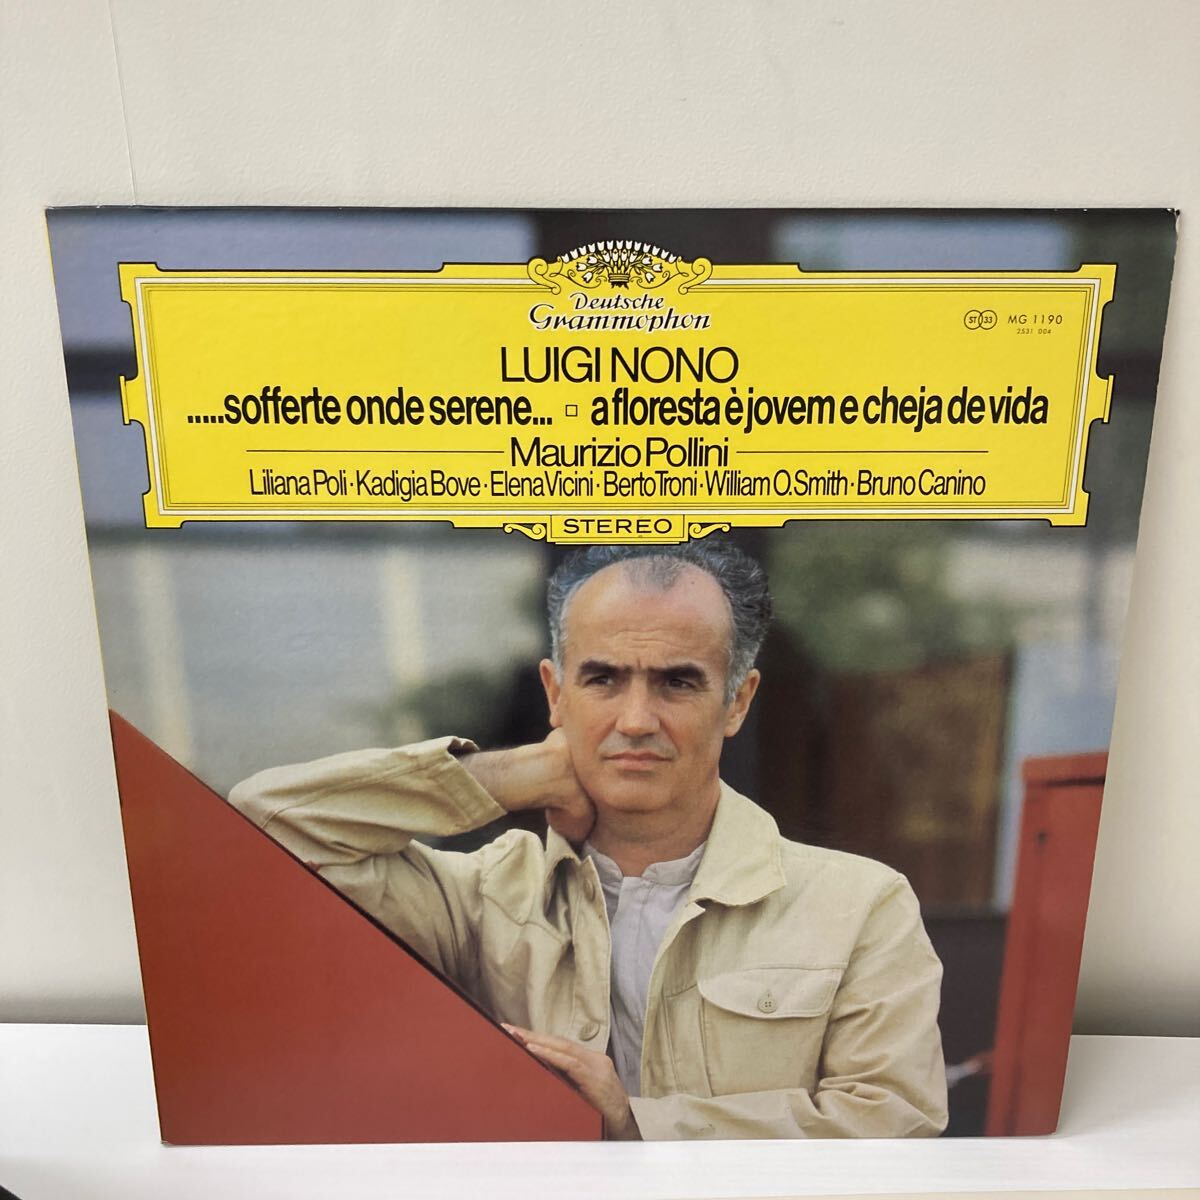 Deutsche
Grammophon
ST 33 MG 1190
2531 004
LUIGI NONO
.....sofferte onde serene... □ a floresta è jovem e cheja de vida
Maurizio Pollini
Liliana Poli · Kadigia Bove · Elena Vicini · Berto Troni · William O. Smith · Bruno Canino
STEREO